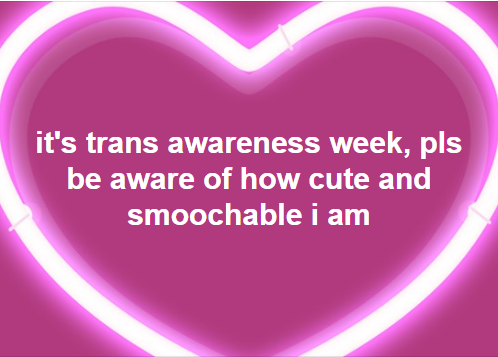 it's trans awareness week, pls
be aware of how cute and
smoochable i am